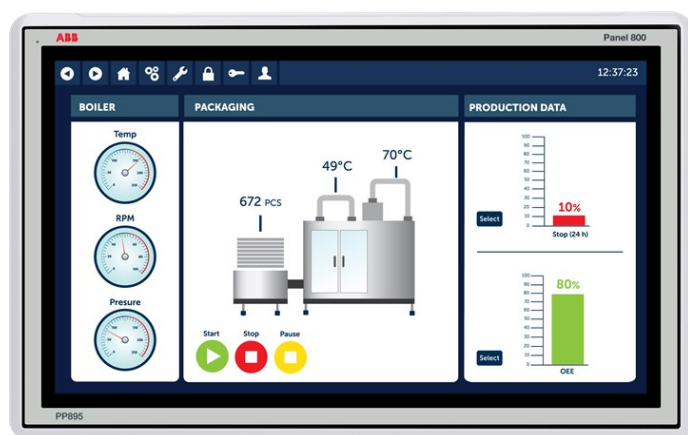 ABB
Panel 800
12:37:23
BOILER
PACKAGING
PRODUCTION DATA
Temp
RPM
Presure
672 PCS
49°C
70°C
Start
Stop
Pause
Select
10%
Stop (24 h)
Select
80%
OEE
PP895